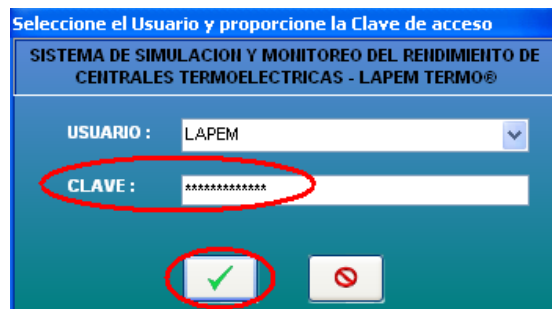 Seleccione el Usuario y proporcione la Clave de acceso
SISTEMA DE SIMULACION Y MONITOREO DEL RENDIMIENTO DE
CENTRALES TERMOELECTRICAS - LAPEM TERMO®
USUARIO : LAPEM
CLAVE : *************